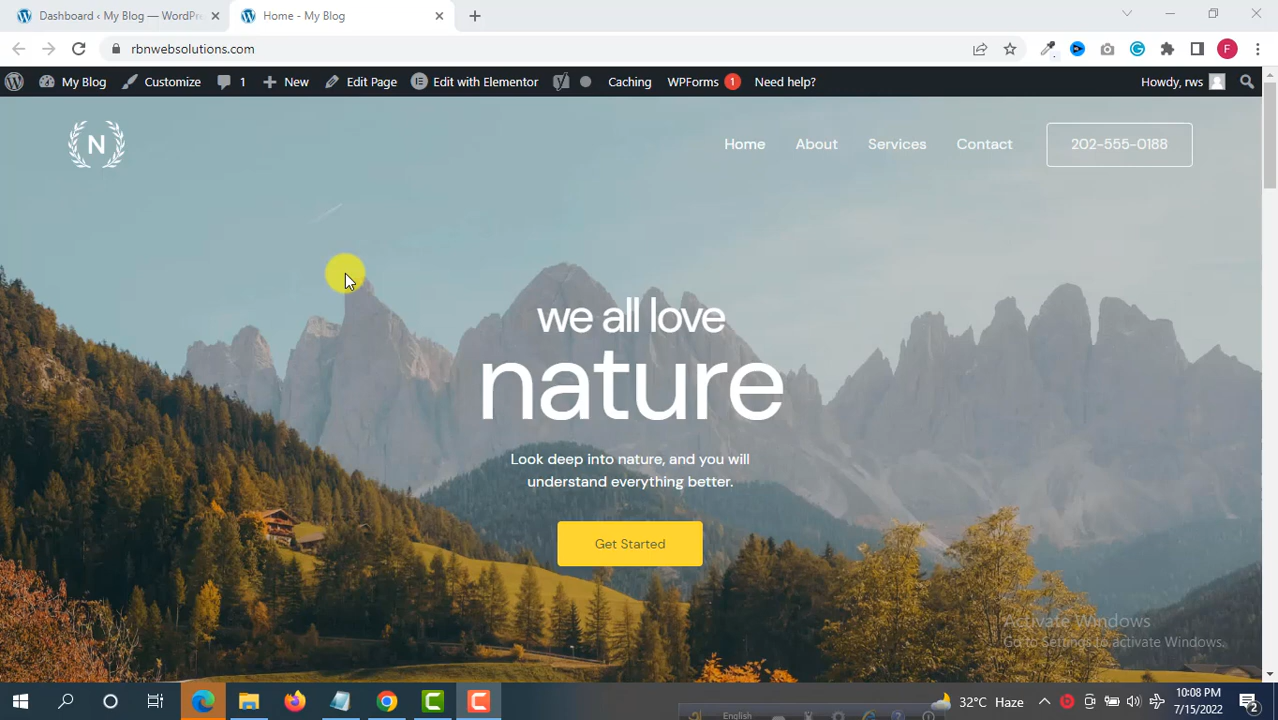 Dashboard ‹ My Blog — WordPre
Home - My Blog
rbnwebsolutions.com
F
My Blog
Customize
1
New
Edit Page
Edit with Elementor
Caching
WPForms 1
Need help?
Howdy, rws
N
Home
About
Services
Contact
202-555-0188
we all love
nature
Look deep into nature, and you will
understand everything better.
Get Started
Activate Windows
Go to Settings to activate Windows.
32°C Haze
10:08 PM
7/15/2022
2
English